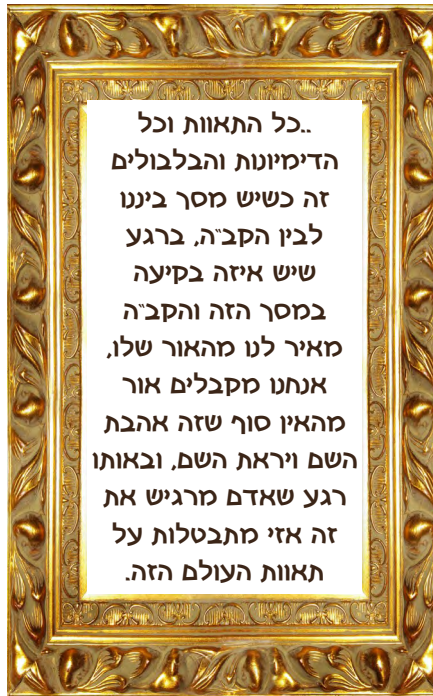 ..כל התאוות וכל
הדימיונות והבלבולים
זה כשיש מסך ביננו
לבין הקב״ה, ברגע
שיש איזה בקיעה
במסך הזה והקב״ה
מאיר לנו מהאור שלו,
אנחנו מקבלים אור
מהאין סוף שזה אהבת
השם ויראת השם, ובאותו
רגע שאדם מרגיש את
זה אזי מתבטלות על
תאוות העולם הזה.